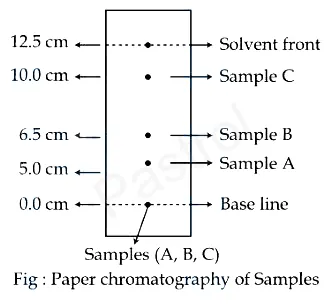 12.5 cm Solvent front
10.0 cm Sample C
6.5 cm Sample B
5.0 cm Sample A
0.0 cm Base line
Samples (A, B, C)
Fig : Paper chromatography of Samples